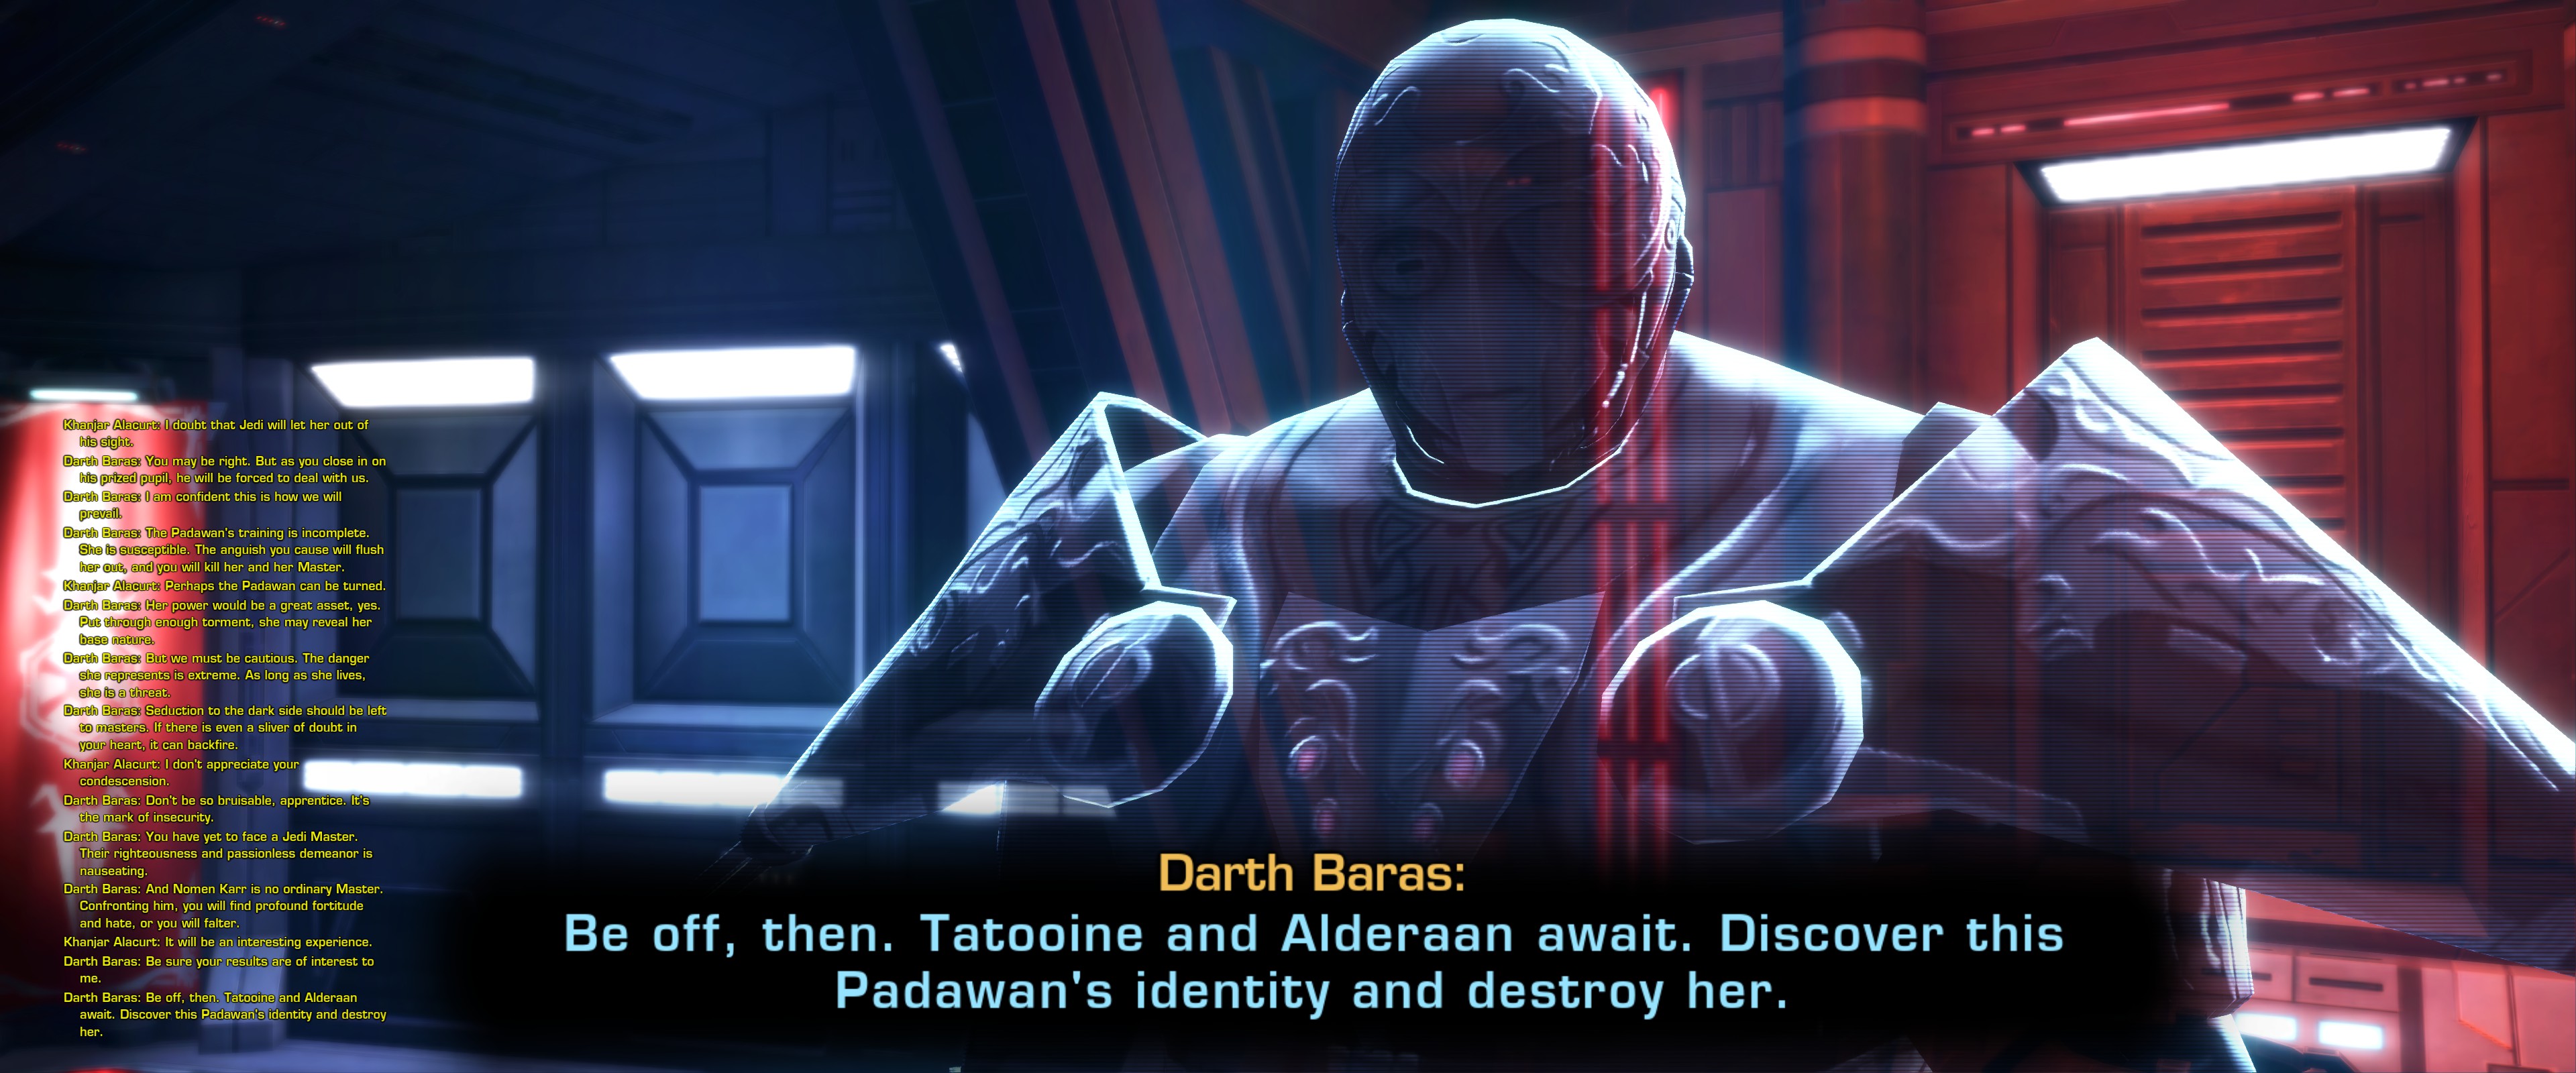 Khanjar Alacurt: I doubt that Jedi will let her out of
his sight.
Darth Baras: You may be right. But as you close in on
his prized pupil, he will be forced to deal with us.
Darth Baras: I am confident this is how we will
prevail.
Darth Baras: The Padawan's training is incomplete.
She is susceptible. The anguish you cause will flush
her out, and you will kill her and her Master.
Khanjar Alacurt: Perhaps the Padawan can be turned.
Darth Baras: Her power would be a great asset, yes.
Put through enough torment, she may reveal her
base nature.
Darth Baras: But we must be cautious. The danger
she represents is extreme. As long as she lives,
she is a threat.
Darth Baras: Seduction to the dark side should be left
to masters. If there is even a sliver of doubt in
your heart, it can backfire.
Khanjar Alacurt: I don't appreciate your
condescension.
Darth Baras: Don't be so bruisable, apprentice. It's
the mark of insecurity.
Darth Baras: You have yet to face a Jedi Master.
Their righteousness and passionless demeanor is
nauseating.
Darth Baras: And Nomen Karr is no ordinary Master.
Confronting him, you will find profound fortitude
and hate, or you will falter.
Khanjar Alacurt: It will be an interesting experience.
Darth Baras: Be sure your results are of interest to
me.
Darth Baras: Be off, then. Tatooine and Alderaan
await. Discover this Padawan's identity and destroy
her.
Darth Baras:
Be off, then. Tatooine and Alderaan await. Discover this
Padawan's identity and destroy her.